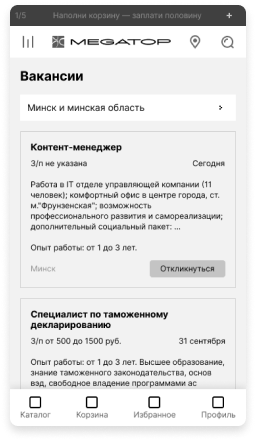 1/5 Наполни корзину — заплати половину +
MEGATOP
Вакансии
Минск и минская область
Контент-менеджер
З/п не указана Сегодня
Работа в IT отделе управляющей компании (11
человек); комфортный офис в центре города, ст.
м."Фрунзенская"; возможность
профессионального развития и самореализации;
дополнительный социальный пакет: ...
Опыт работы: от 1 до 3 лет.
Минск Откликнуться
Специалист по таможенному
декларированию
З/п от 500 до 1500 руб. 31 сентября
Опыт работы: от 1 до 3 лет. Высшее образование,
знание таможенного законодательства, основ
вэд, свободное владение программами ас
Каталог Корзина Избранное Профиль